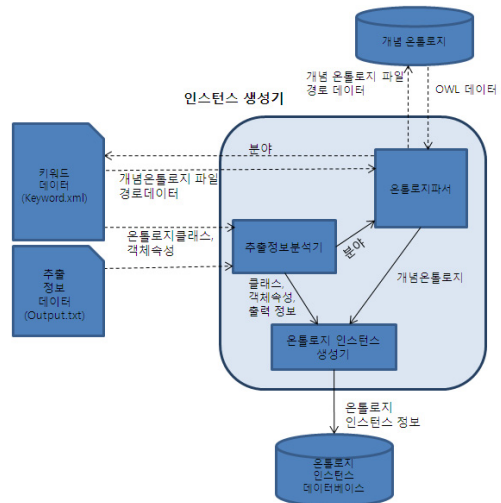 개념 온톨로지
개념 온톨로지 파일
경로 데이터
OWL 데이터
인스턴스 생성기
분야
키워드
데이터
(Keyword.xml)
개념온톨로지 파일
경로데이터
온톨로지파서
온톨로지클래스,
객체속성
추출정보분석기
분야
추출
정보
데이터
(Output.txt)
클래스,
객체속성,
출력 정보
개념온톨로지
온톨로지 인스턴스
생성기
온톨로지
인스턴스 정보
온톨로지
인스턴스
데이터베이스